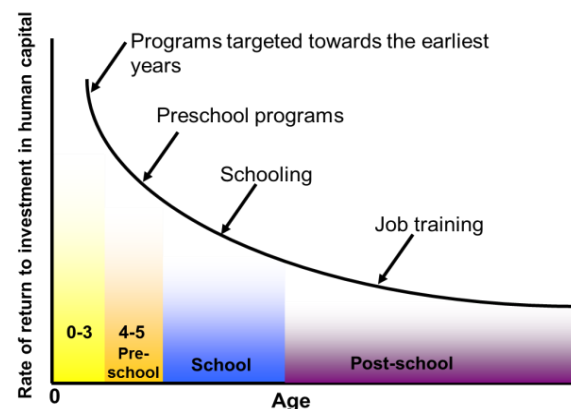 Rate of return to investment in human capital
Programs targeted towards the earliest
years
Preschool programs
Schooling
Job training
0-3
4-5
Pre-
school
School
Post-school
0
Age